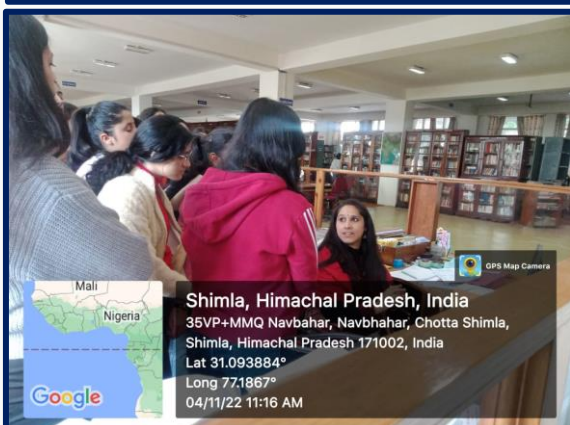 GPS Map Camera
Mali
Nigeria
Google
Shimla, Himachal Pradesh, India
35VP+MMQ Navbahar, Navbhahar, Chotta Shimla,
Shimla, Himachal Pradesh 171002, India
Lat 31.093884°
Long 77.1867°
04/11/22 11:16 AM